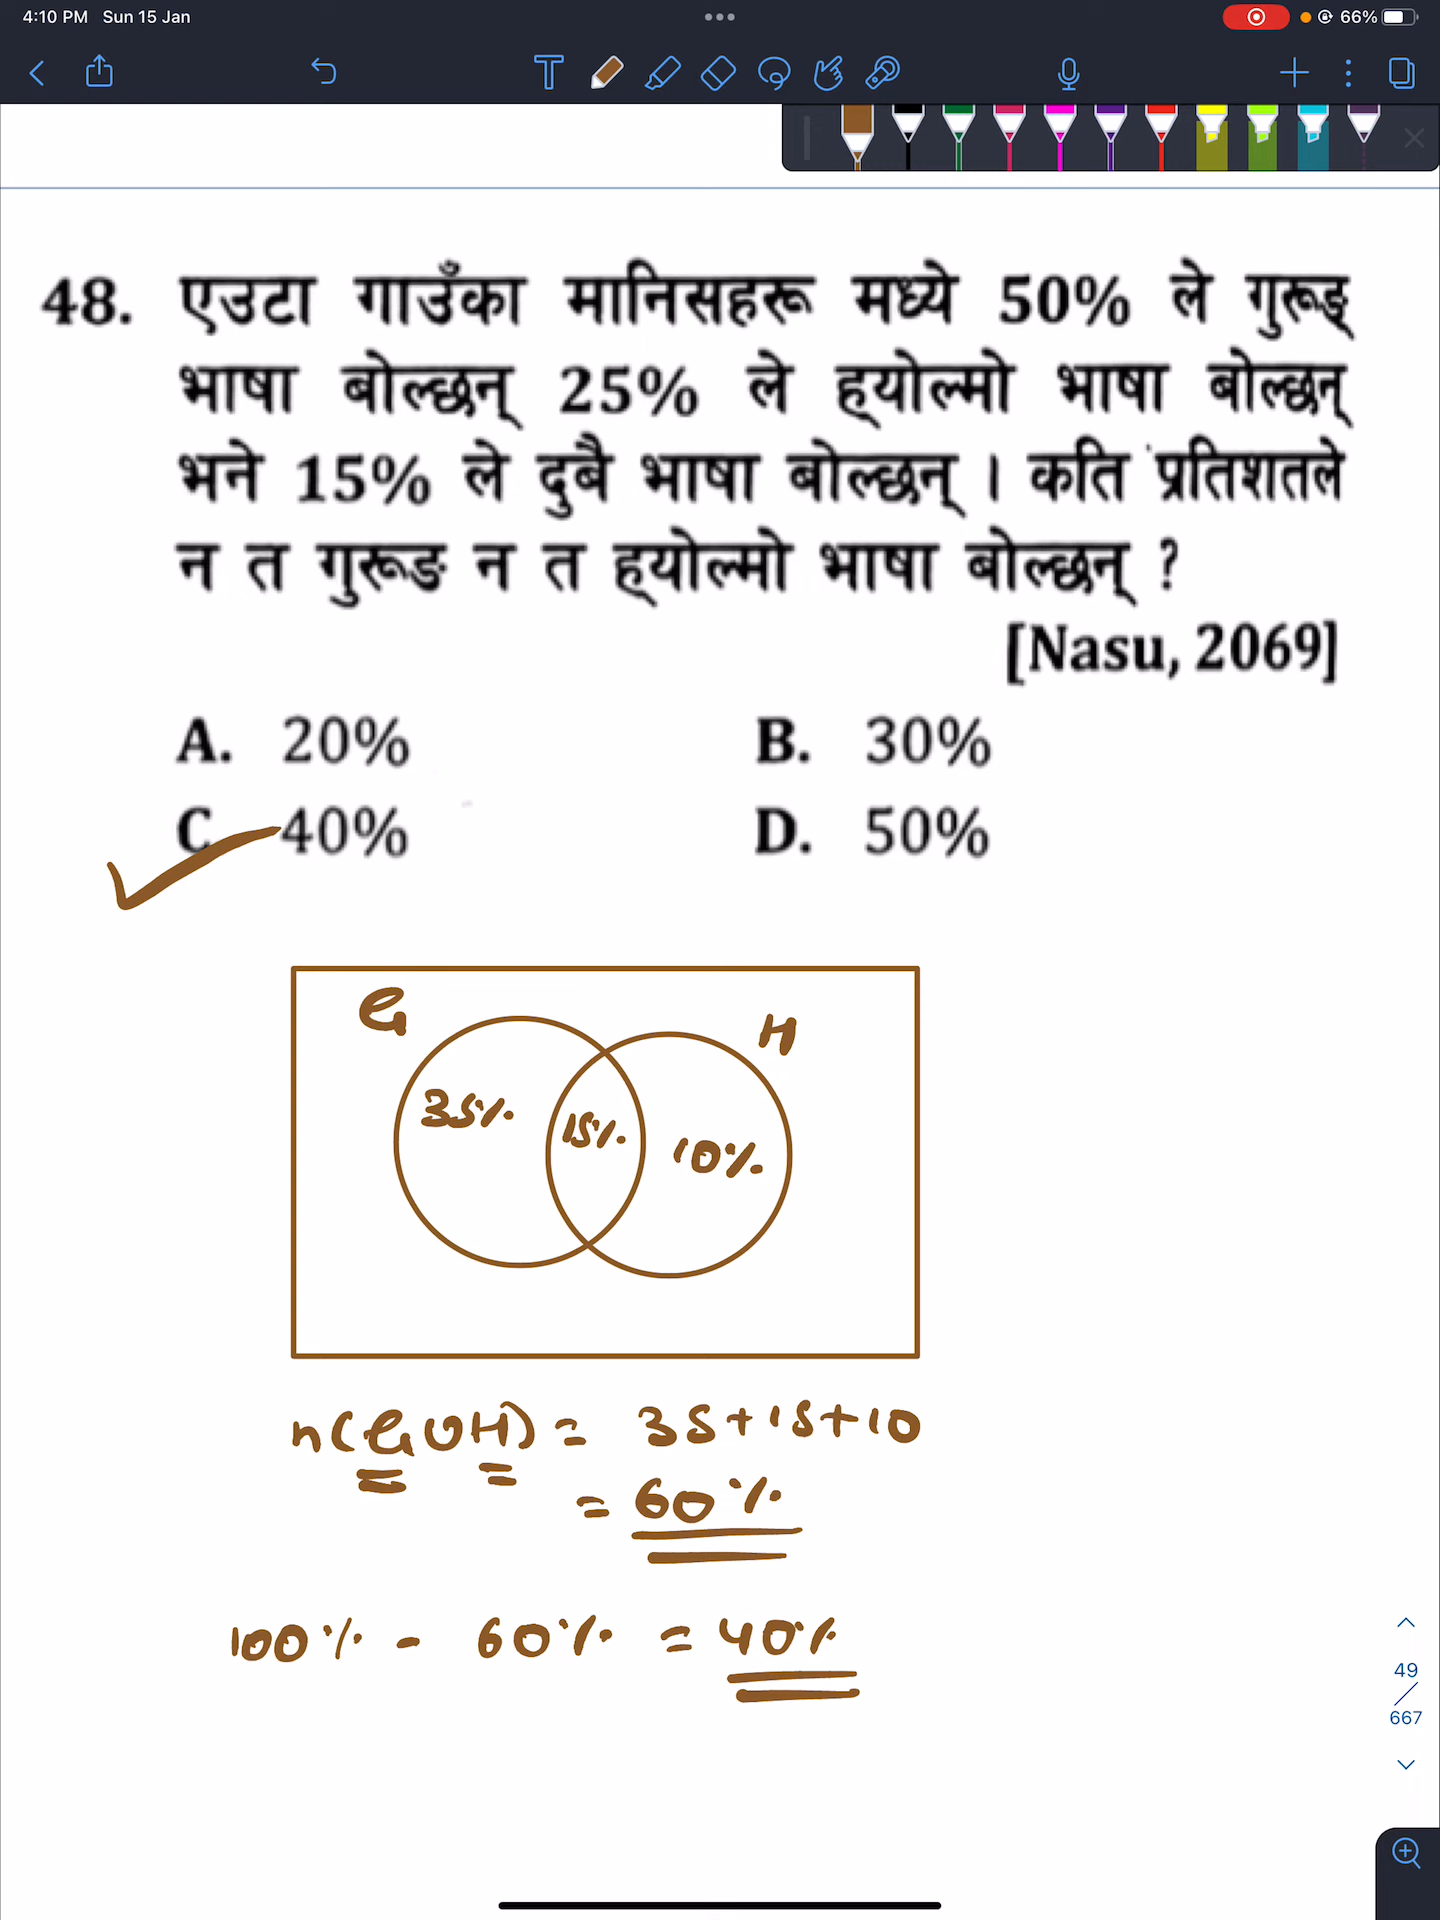 4:10 PM Sun 15 Jan
66%
48. एउटा गाउँका मानिसहरू मध्ये 50% ले गुरूङ्
भाषा बोल्छन् 25% ले ह्योल्मो भाषा बोल्छन्
भने 15% ले दुबै भाषा बोल्छन् । कति प्रतिशतले
न त गुरूङ न त ह्योल्मो भाषा बोल्छन् ?
[Nasu, 2069]
A. 20% B. 30%
C 40% D. 50%
G H
35% 15% 10%
n(G∪H) = 35+15+10
= 60%
100% - 60% = 40%
49
/
667